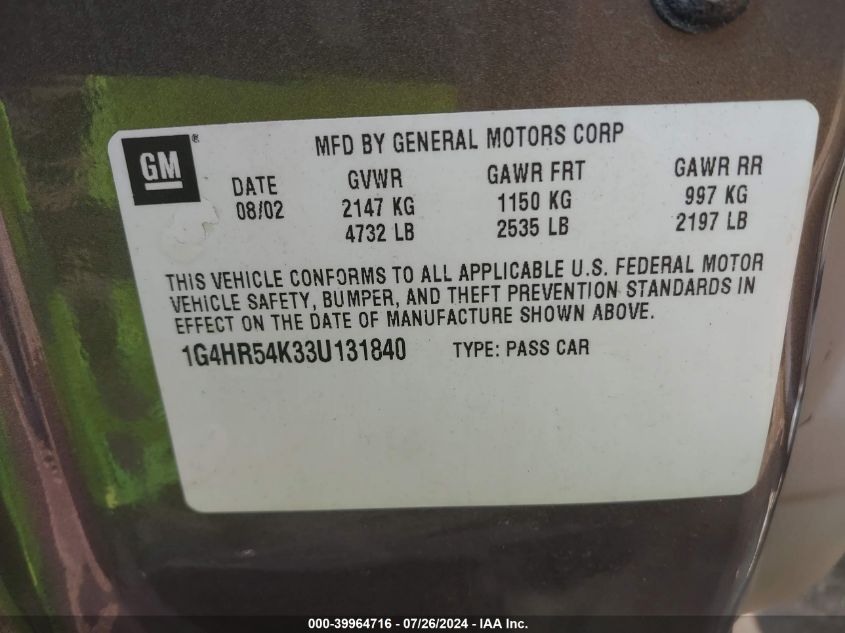 GM®
MFD BY GENERAL MOTORS CORP
DATE GVWR GAWR FRT GAWR RR
08/02 2147 KG 1150 KG 997 KG
4732 LB 2535 LB 2197 LB
THIS VEHICLE CONFORMS TO ALL APPLICABLE U.S. FEDERAL MOTOR
VEHICLE SAFETY, BUMPER, AND THEFT PREVENTION STANDARDS IN
EFFECT ON THE DATE OF MANUFACTURE SHOWN ABOVE.
1G4HR54K33U131840 TYPE: PASS CAR
000-39964716 - 07/26/2024 - IAA Inc.